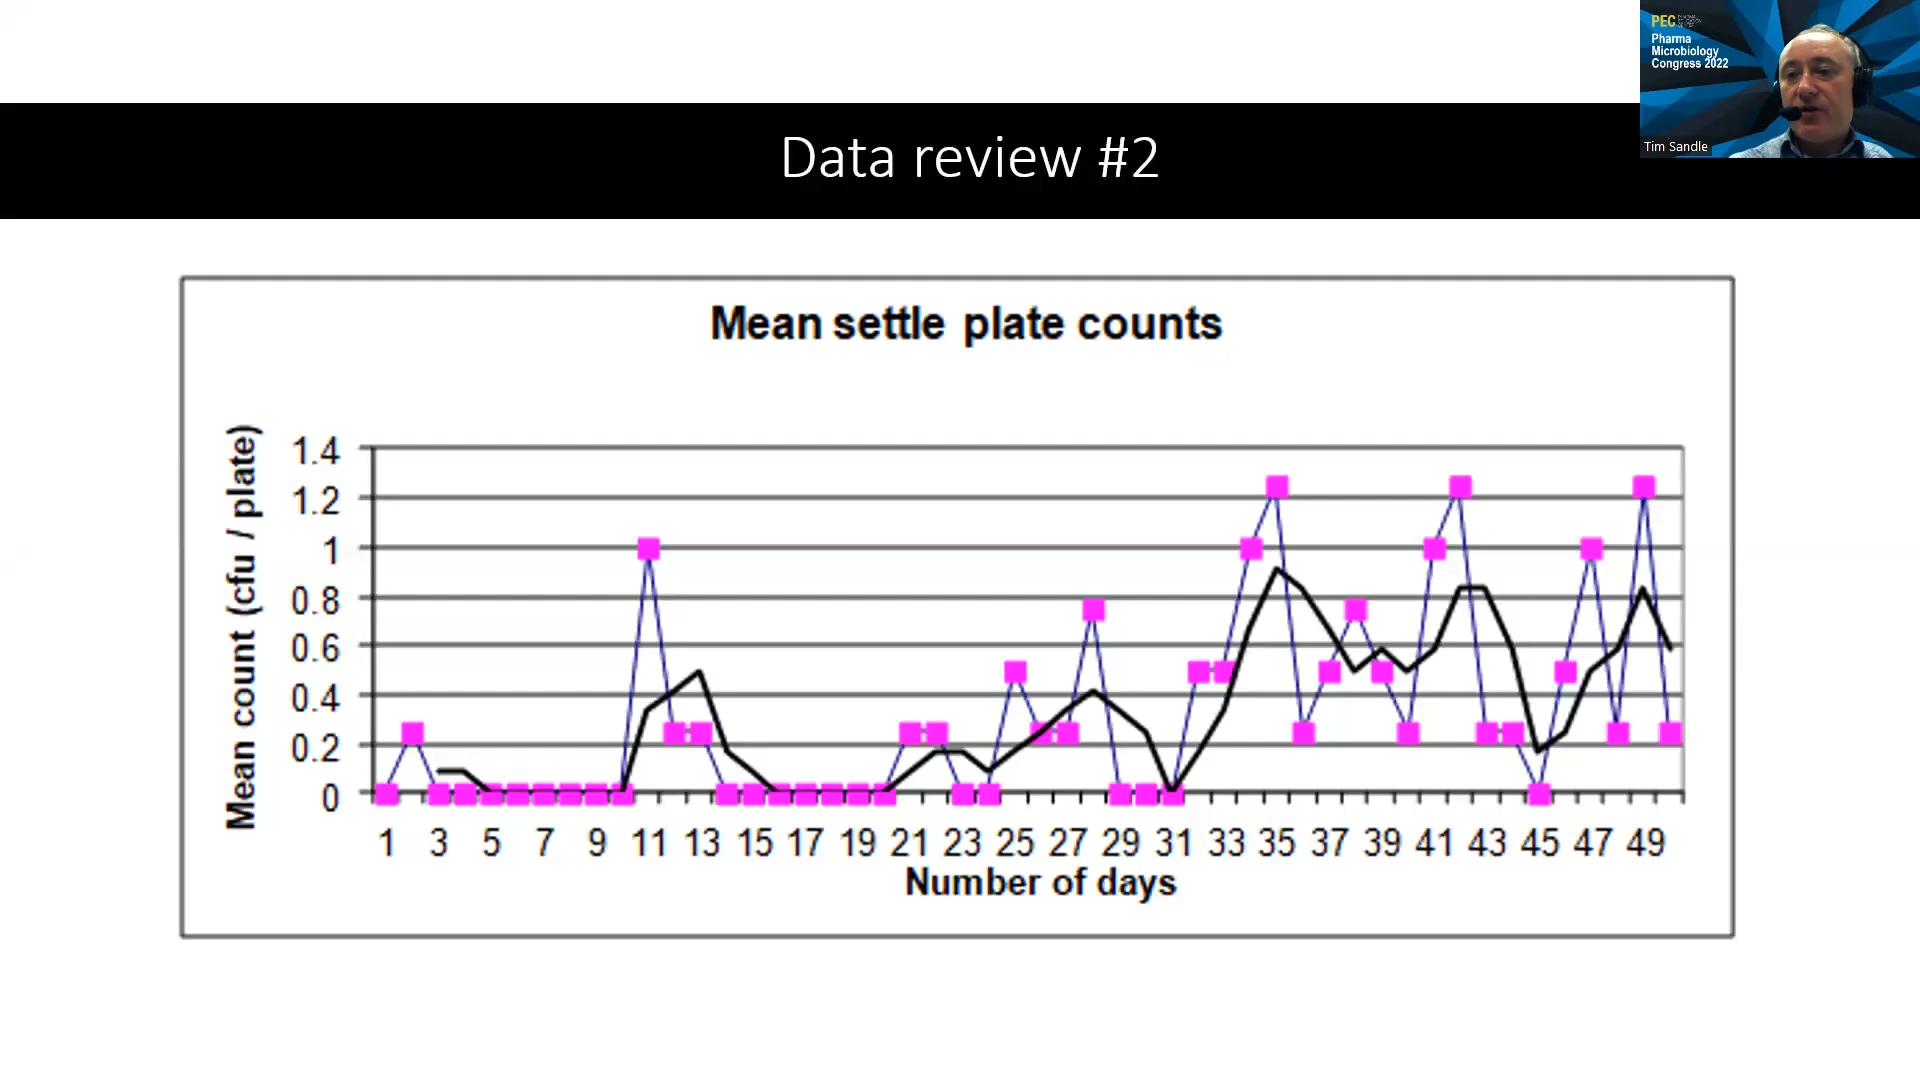 PEC
Pharma
Microbiology
Congress 2022
Tim Sandle
Data review #2
Mean settle plate counts
Mean count (cfu / plate)
1.4
1.2
1
0.8
0.6
0.4
0.2
0
1 3 5 7 9 11 13 15 17 19 21 23 25 27 29 31 33 35 37 39 41 43 45 47 49
Number of days